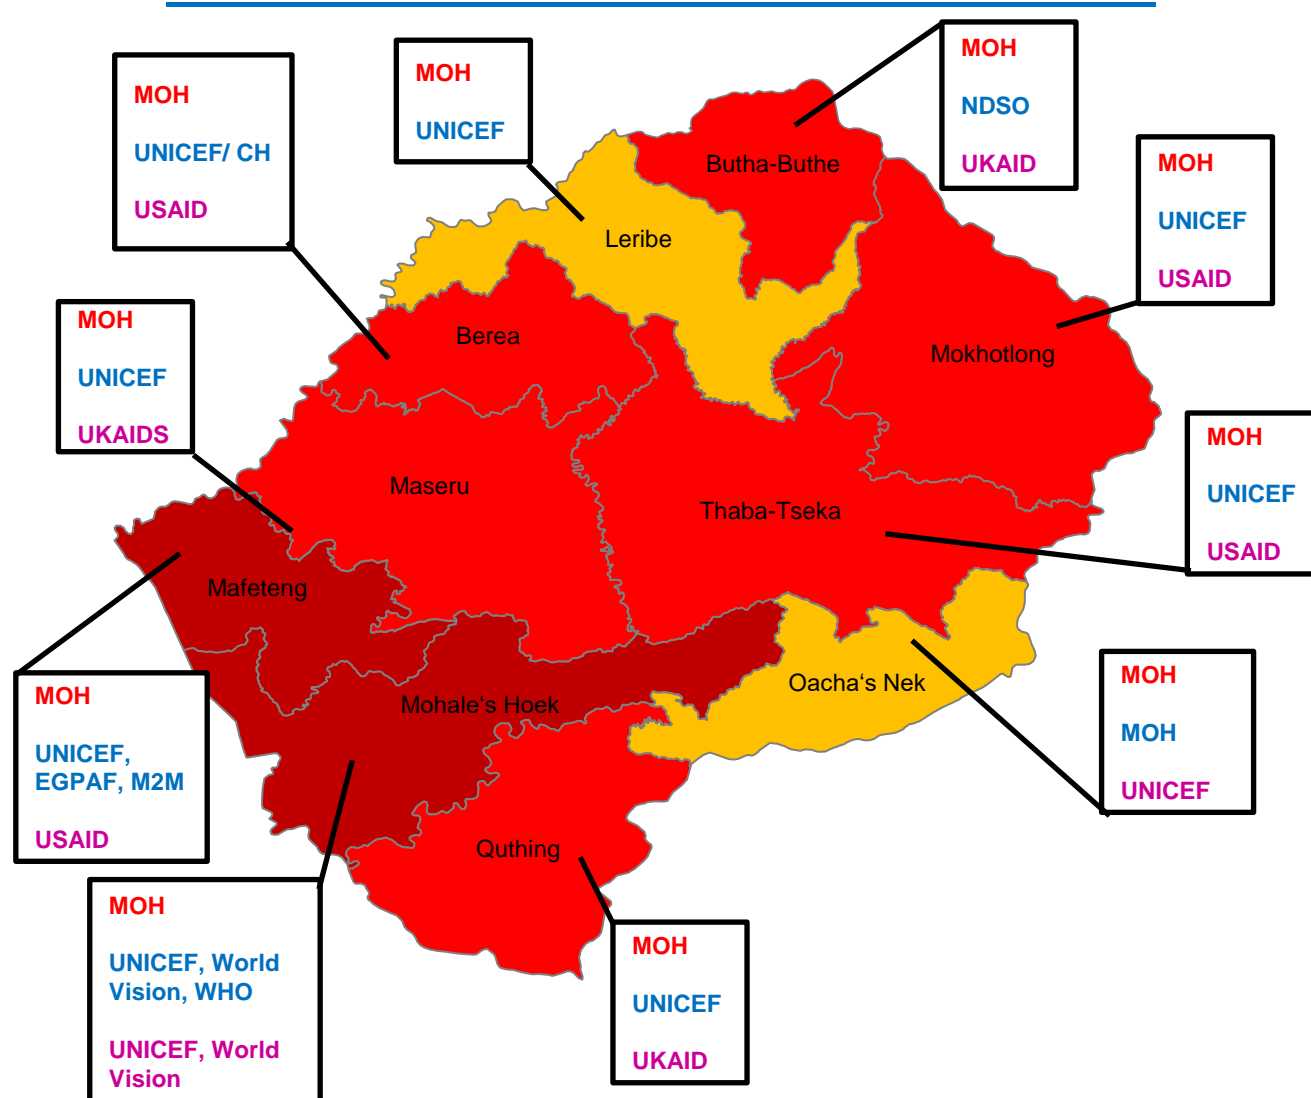 MOH
UNICEF/ CH
USAID
MOH
UNICEF
MOH
NDSO
UKAID
MOH
UNICEF
USAID
MOH
UNICEF
UKAIDS
MOH
UNICEF
USAID
Butha-Buthe
Leribe
Berea
Mokhotlong
Maseru
Thaba-Tseka
Mafeteng
Mohale‘s Hoek
Oacha‘s Nek
Quthing
MOH
UNICEF,
EGPAF, M2M
USAID
MOH
MOH
UNICEF
MOH
UNICEF, World
Vision, WHO
UNICEF, World
Vision
MOH
UNICEF
UKAID